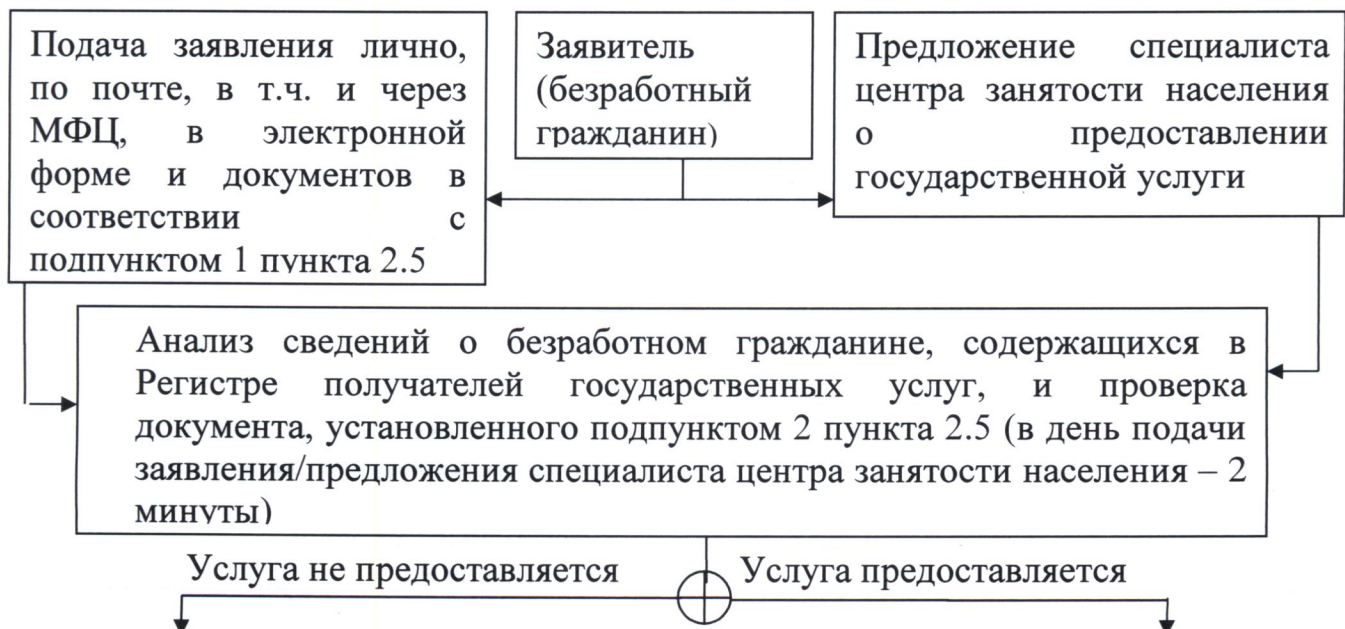 Подача заявления лично,
по почте, в т.ч. и через
МФЦ, в электронной
форме и документов в
соответствии с
подпунктом 1 пункта 2.5
Заявитель
(безработный
гражданин)
Предложение специалиста
центра занятости населения
о предоставлении
государственной услуги
Анализ сведений о безработном гражданине, содержащихся в
Регистре получателей государственных услуг, и проверка
документа, установленного подпунктом 2 пункта 2.5 (в день подачи
заявления/предложения специалиста центра занятости населения – 2
минуты)
Услуга не предоставляется
Услуга предоставляется